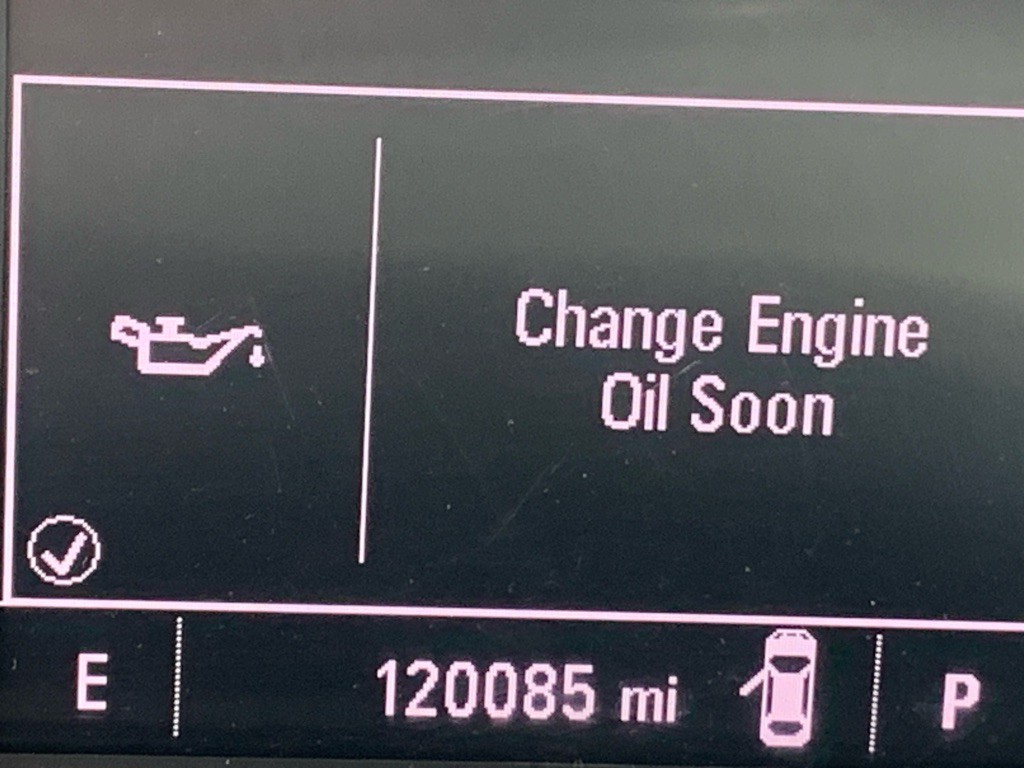 Change Engine
Oil Soon
E
120085 mi
P